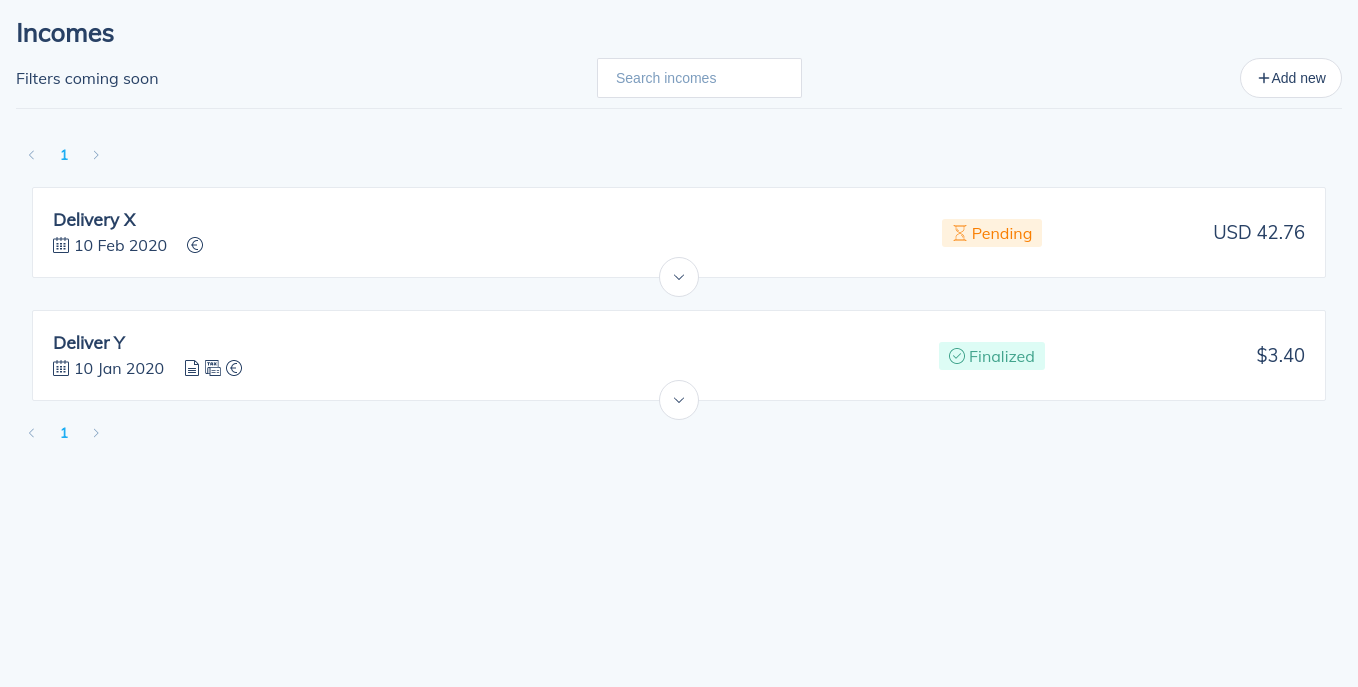 Incomes
Filters coming soon
Search incomes
Add new
1
Delivery X
10 Feb 2020
Pending
USD 42.76
Deliver Y
10 Jan 2020
TAX
Finalized
$3.40
1